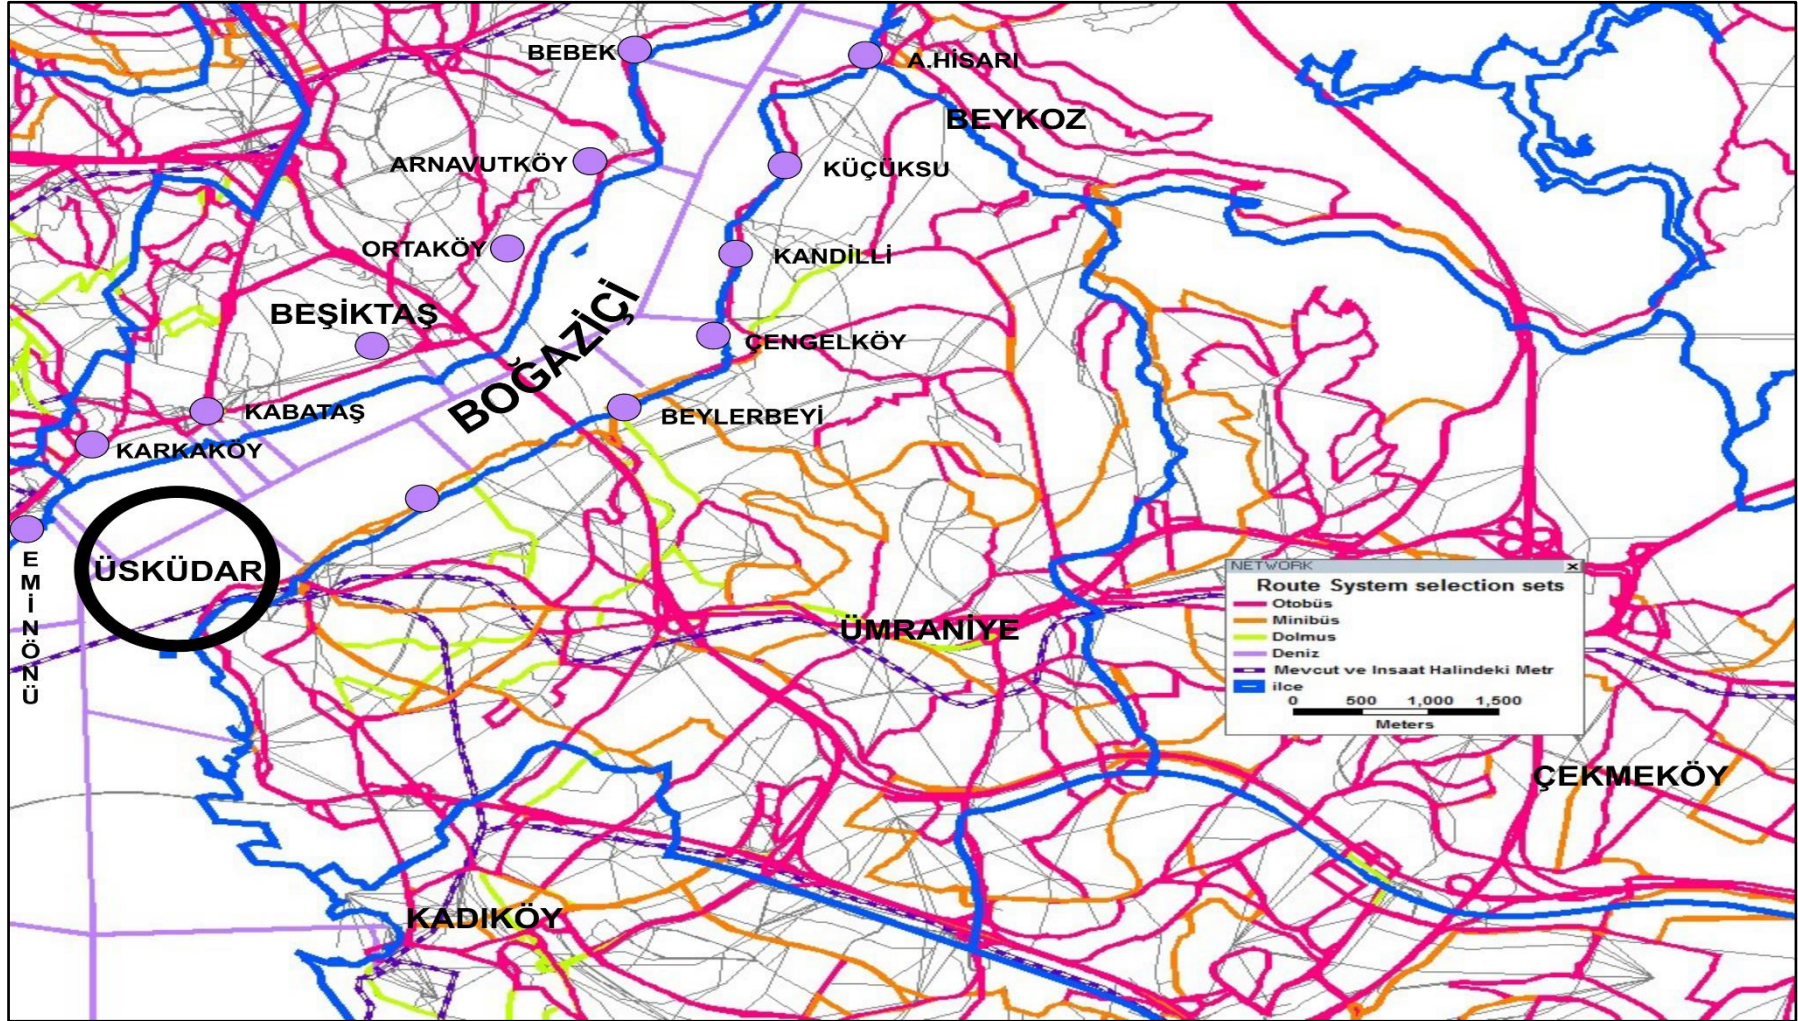 BEBEK
A.HİSARI
BEYKOZ
ARNAVUTKÖY
KÜÇÜKSU
ORTAKÖY
KANDİLLİ
BEŞİKTAŞ
BOĞAZİÇİ
ÇENGELKÖY
KABATAŞ
BEYLERBEYİ
KARKAKÖY
EMİNÖNÜ
ÜSKÜDAR
ÜMRANİYE
NETWORK
Route System selection sets
Otobüs
Minibüs
Dolmus
Deniz
Mevcut ve Insaat Halindeki Metr
ilce
0 500 1,000 1,500
Meters
ÇEKMEKÖY
KADIKÖY